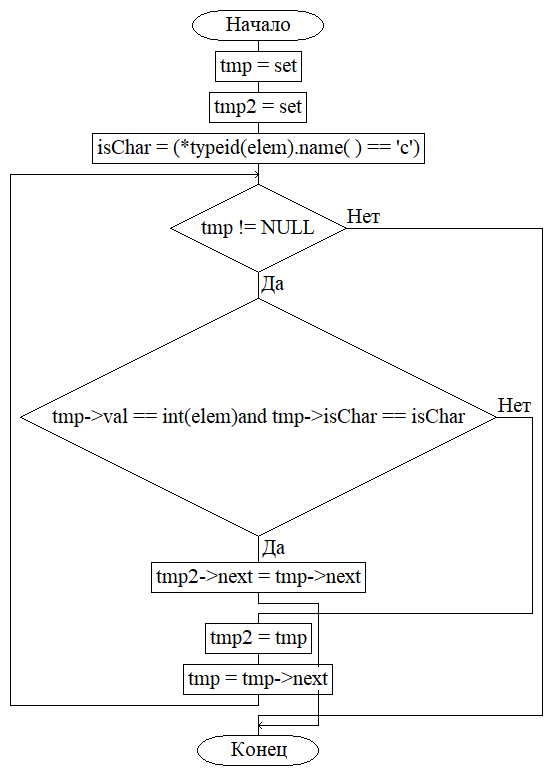 Начало
tmp = set
tmp2 = set
isChar = (*typeid(elem).name( ) == 'c')
tmp != NULL
Нет
Да
tmp->val == int(elem)and tmp->isChar == isChar
Нет
Да
tmp2->next = tmp->next
tmp2 = tmp
tmp = tmp->next
Конец